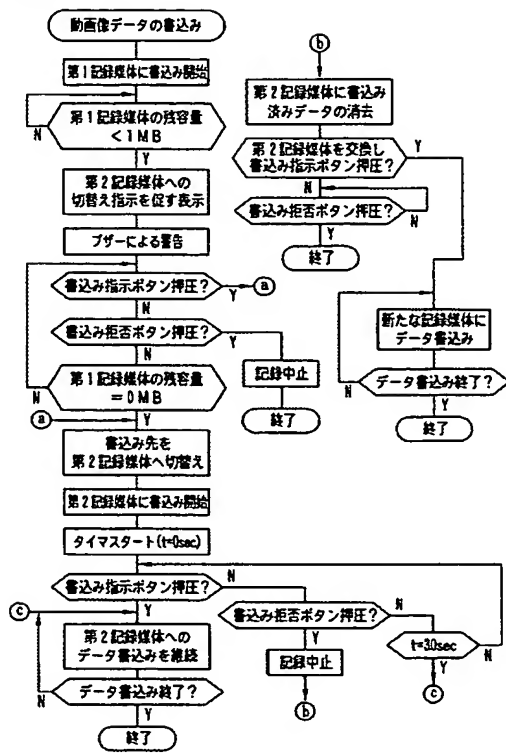 動画像データの書込み
第1記録媒体に書込み開始
第1記録媒体の残容量
<1MB
N
Y
第2記録媒体への
切替え指示を促す表示
ブザーによる警告
書込み指示ボタン押圧?
Y
a
N
書込み拒否ボタン押圧?
Y
N
記録中止
終了
第1記録媒体の残容量
=0MB
N
Y
a
書込み先を
第2記録媒体へ切替え
第2記録媒体に書込み開始
タイマスタート(t=0sec)
書込み指示ボタン押圧?
N
Y
c
第2記録媒体への
データ書込みを継続
データ書込み終了?
N
Y
終了
書込み拒否ボタン押圧?
N
Y
記録中止
b
t=30sec
N
Y
c
b
第2記録媒体に書込み
済みデータの消去
第2記録媒体を交換し
書込み指示ボタン押圧?
Y
N
書込み拒否ボタン押圧?
N
Y
終了
新たな記録媒体に
データ書込み
データ書込み終了?
N
Y
終了